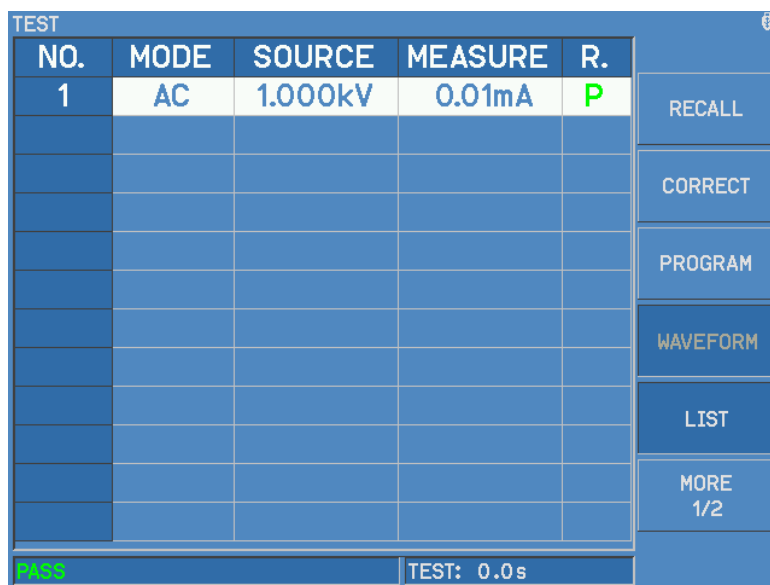 TEST
NO. MODE SOURCE MEASURE R.
1 AC 1.000kV 0.01mA P
RECALL
CORRECT
PROGRAM
WAVEFORM
LIST
MORE
1/2
PASS TEST: 0.0s